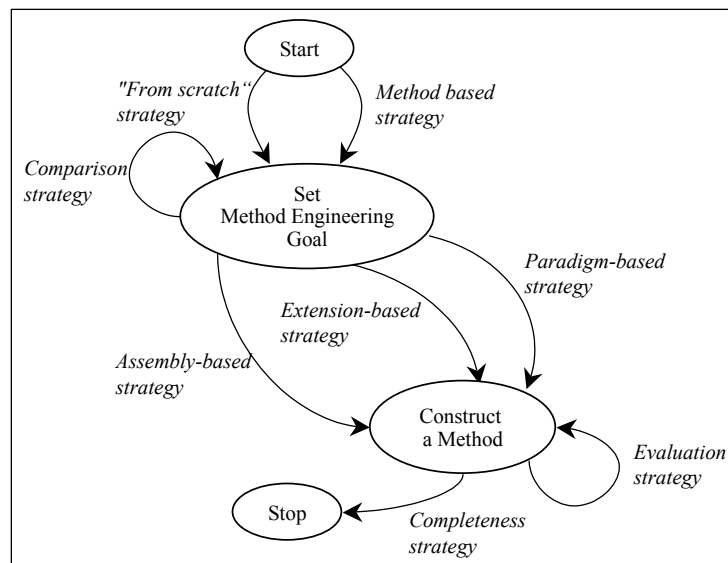 Start
"From scratch“
strategy
Method based
strategy
Comparison
strategy
Set
Method Engineering
Goal
Paradigm-based
strategy
Extension-based
strategy
Assembly-based
strategy
Construct
a Method
Evaluation
strategy
Stop
Completeness
strategy